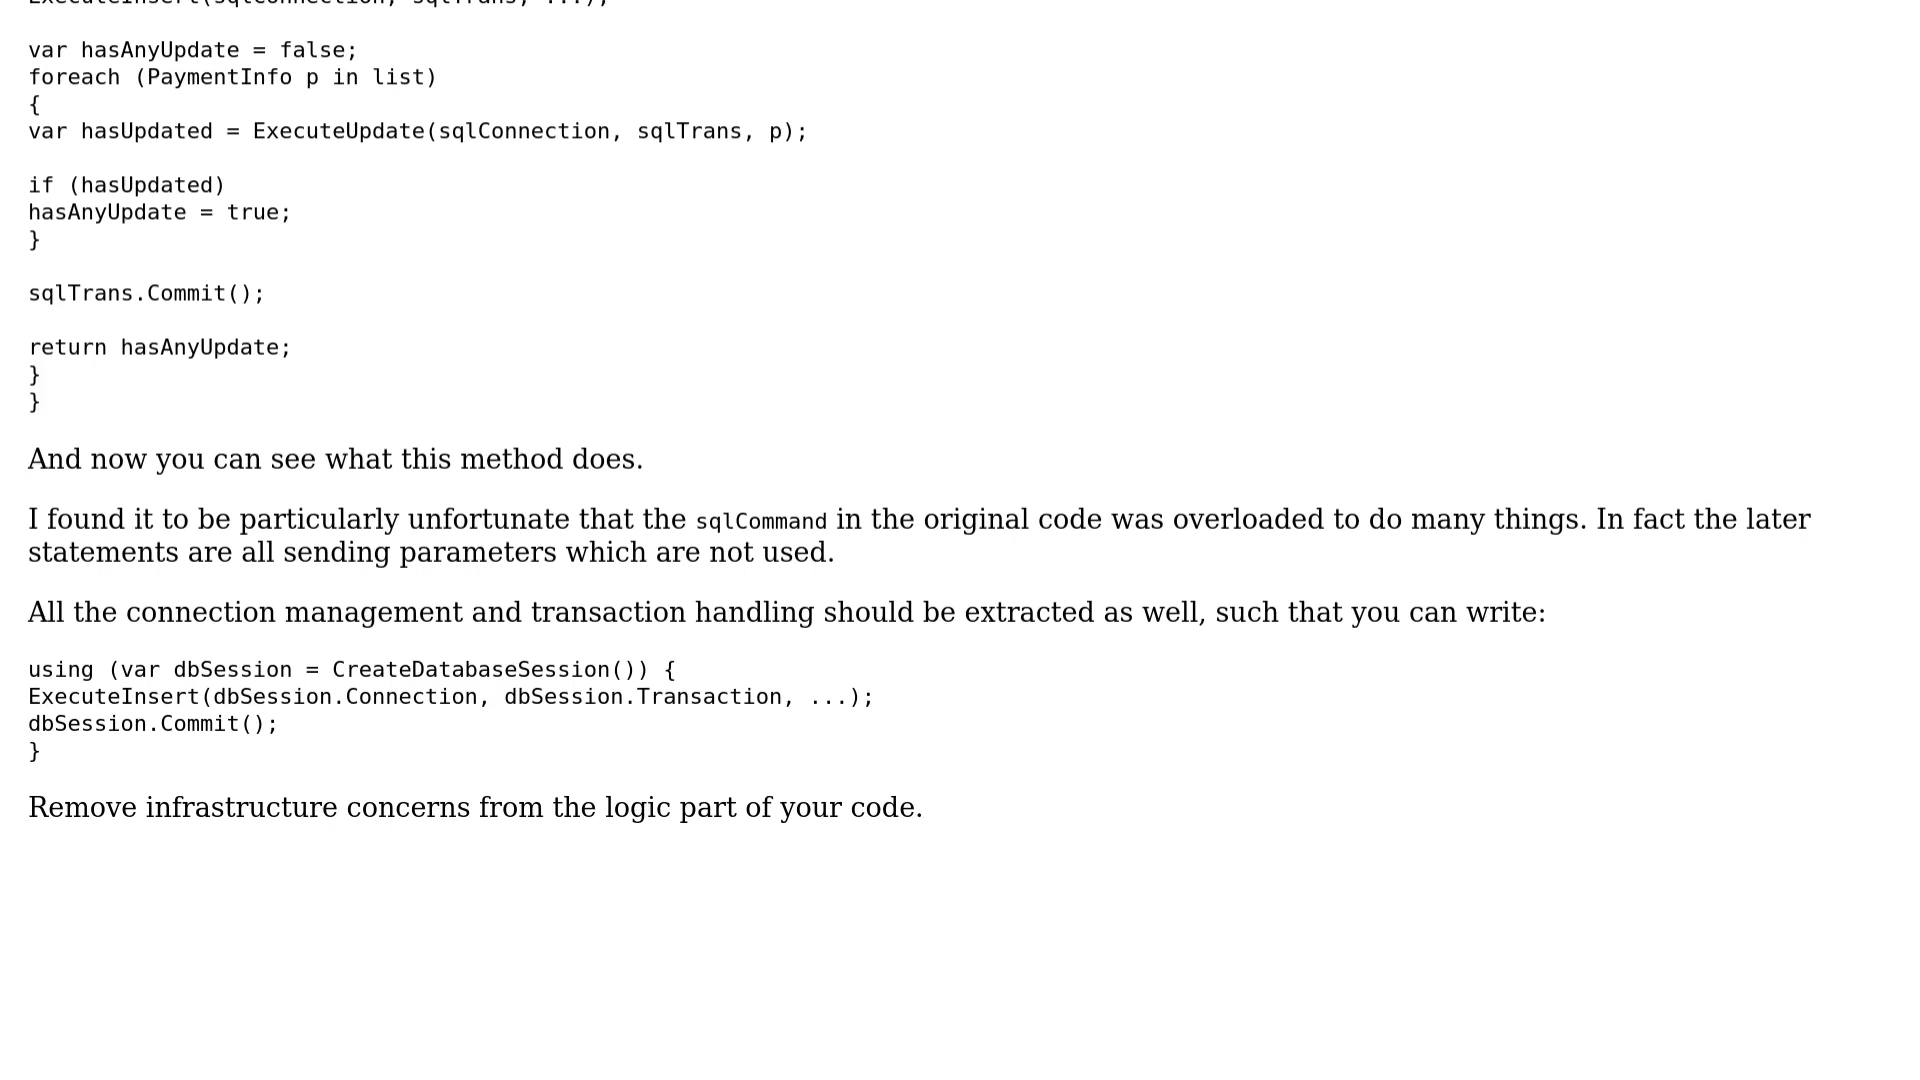 ExecuteInsert(sqlConnection, sqlTrans, ...);
var hasAnyUpdate = false;
foreach (PaymentInfo p in list)
{
var hasUpdated = ExecuteUpdate(sqlConnection, sqlTrans, p);
if (hasUpdated)
hasAnyUpdate = true;
}
sqlTrans.Commit();
return hasAnyUpdate;
}
}
And now you can see what this method does.
I found it to be particularly unfortunate that the sqlCommand in the original code was overloaded to do many things. In fact the later
statements are all sending parameters which are not used.
All the connection management and transaction handling should be extracted as well, such that you can write:
using (var dbSession = CreateDatabaseSession()) {
ExecuteInsert(dbSession.Connection, dbSession.Transaction, ...);
dbSession.Commit();
}
Remove infrastructure concerns from the logic part of your code.